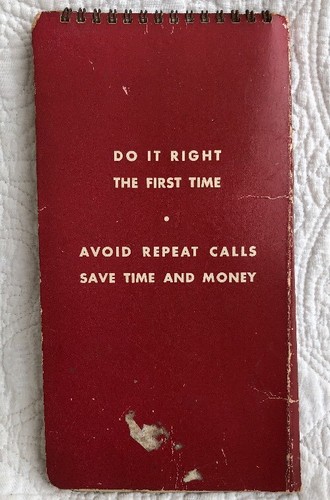 DO IT RIGHT
THE FIRST TIME
•
AVOID REPEAT CALLS
SAVE TIME AND MONEY